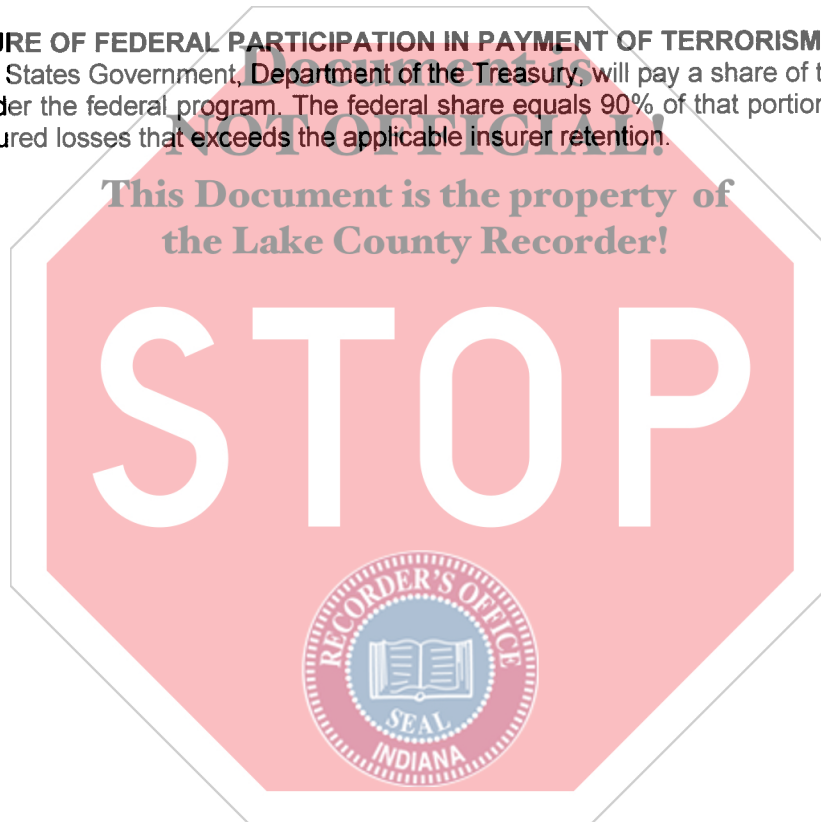 URE OF FEDERAL PARTICIPATION IN PAYMENT OF TERRORISM
States Government, Department of the Treasury, will pay a share of t
der the federal program. The federal share equals 90% of that portion
ured losses that exceeds the applicable insurer retention.
Document is
NOT OFFICIAL!
This Document is the property of
the Lake County Recorder!
STOP
RECORDER'S OFFICE
SEAL
INDIANA